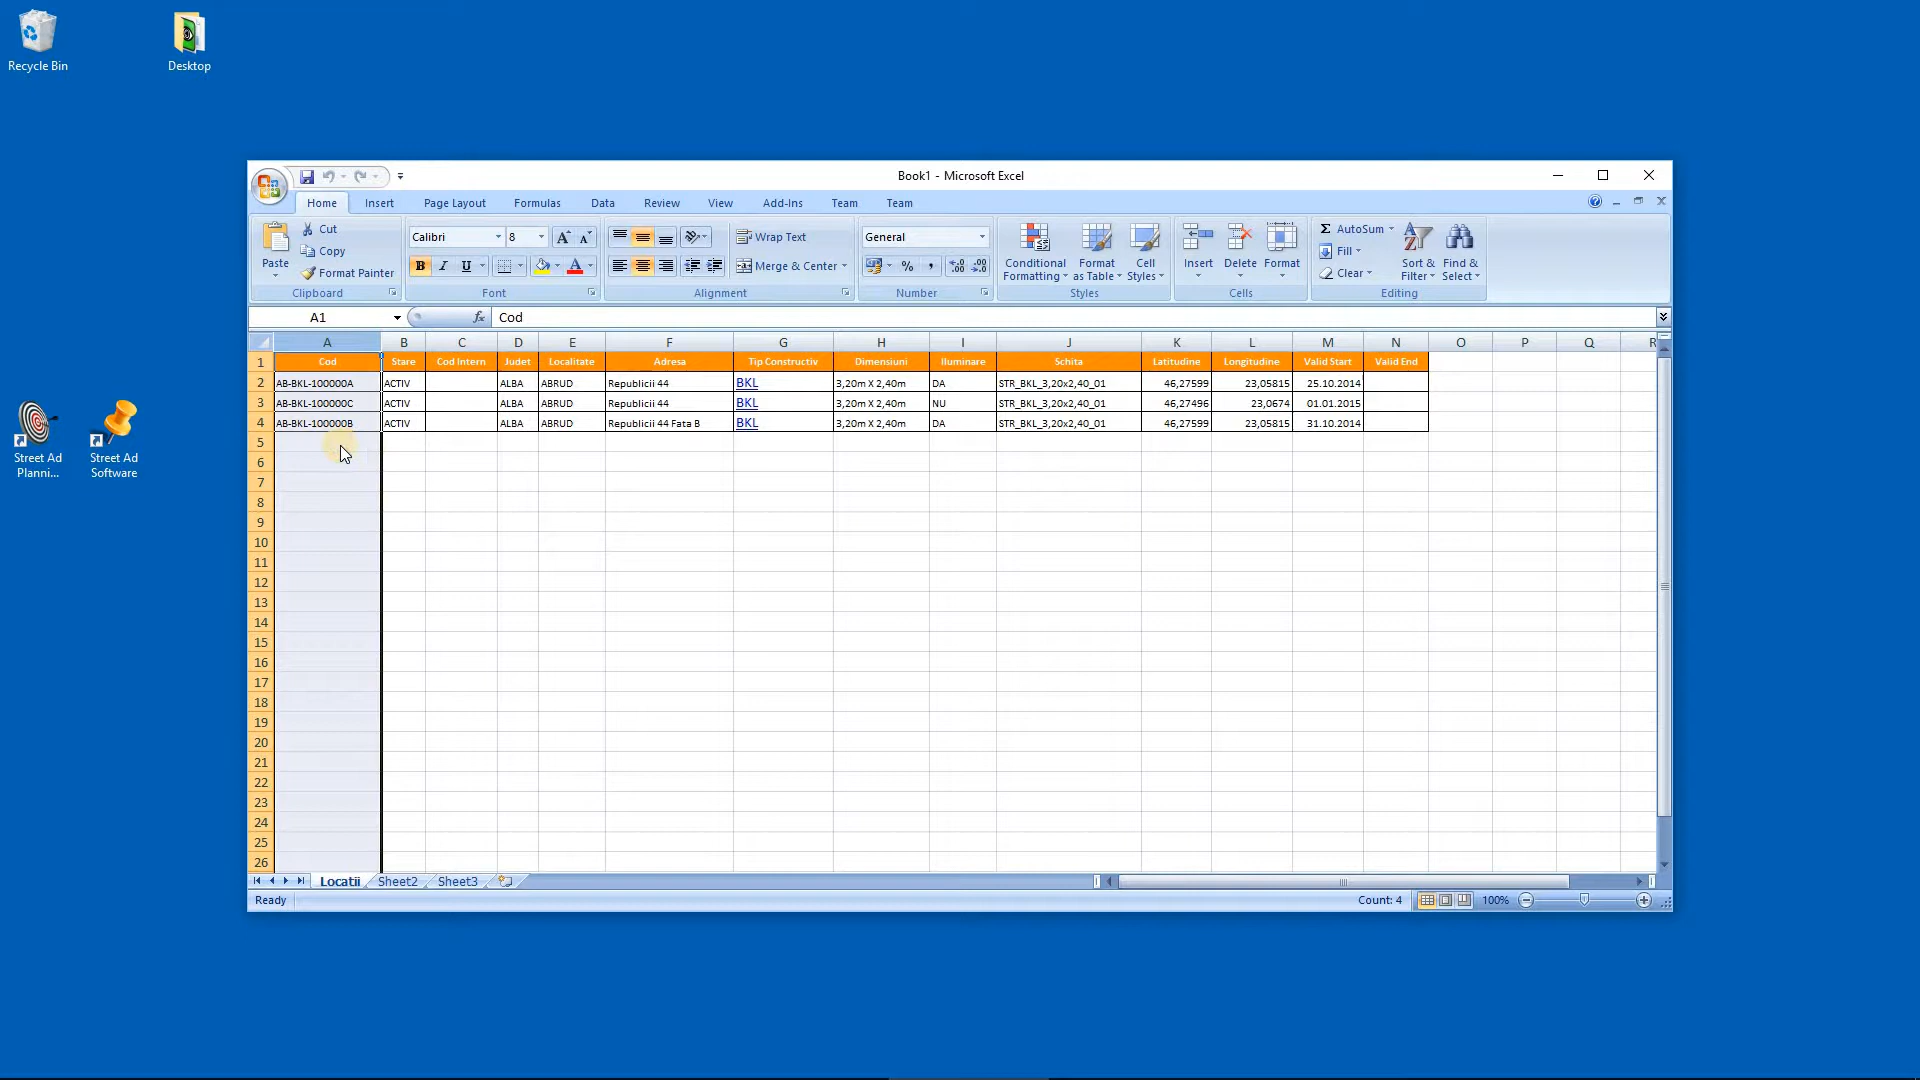 Recycle Bin
Desktop
Street Ad Planni...
Street Ad Software
Book1 - Microsoft Excel
Home Insert Page Layout Formulas Data Review View Add-Ins Team Team
Paste
Cut
Copy
Format Painter
Clipboard
Calibri 8 A A
B I U A
Font
Wrap Text
Merge & Center
Alignment
General
% ,
Number
Conditional Formatting
Format as Table
Cell Styles
Styles
Insert Delete Format
Cells
Σ AutoSum
Fill
Clear
Sort & Filter
Find & Select
Editing
A1 fx Cod
A B C D E F G H I J K L M N O P Q R
1 Cod Stare Cod Intern Judet Localitate Adresa Tip Constructiv Dimensiuni Iluminare Schita Latitudine Longitudine Valid Start Valid End
2 AB-BKL-100000A ACTIV ALBA ABRUD Republicii 44 BKL 3,20m X 2,40m DA STR_BKL_3,20x2,40_01 46,27599 23,05815 25.10.2014
3 AB-BKL-100000C ACTIV ALBA ABRUD Republicii 44 BKL 3,20m X 2,40m NU STR_BKL_3,20x2,40_01 46,27496 23,0674 01.01.2015
4 AB-BKL-100000B ACTIV ALBA ABRUD Republicii 44 Fata B BKL 3,20m X 2,40m DA STR_BKL_3,20x2,40_01 46,27599 23,05815 31.10.2014
5
6
7
8
9
10
11
12
13
14
15
16
17
18
19
20
21
22
23
24
25
26
Locatii Sheet2 Sheet3
Ready Count: 4 100%